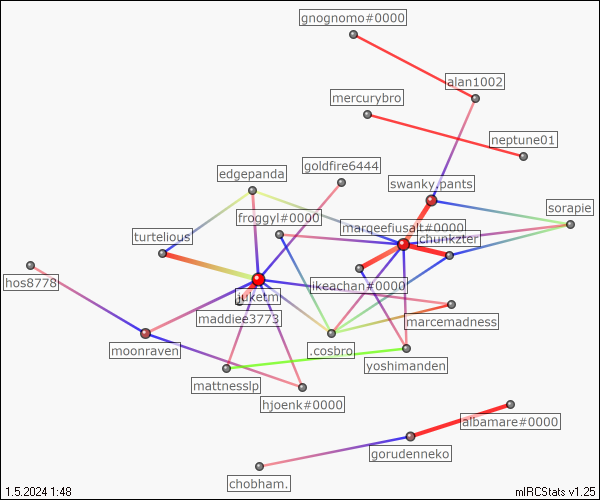 gnognomo#0000
alan1002
mercurybro
neptune01
goldfire6444
edgepanda
swanky.pants
sorapie
froggyl#0000
marqeefiusalt#0000
turtelious
chunkzter
hos8778
ikeachan#0000
juketmi
maddiee3773
marcemadness
moonraven
.cosbro
yoshimanden
mattnesslp
hjoenk#0000
albamare#0000
gorudenneko
chobham.
1.5.2024 1:48
mIRCStats v1.25